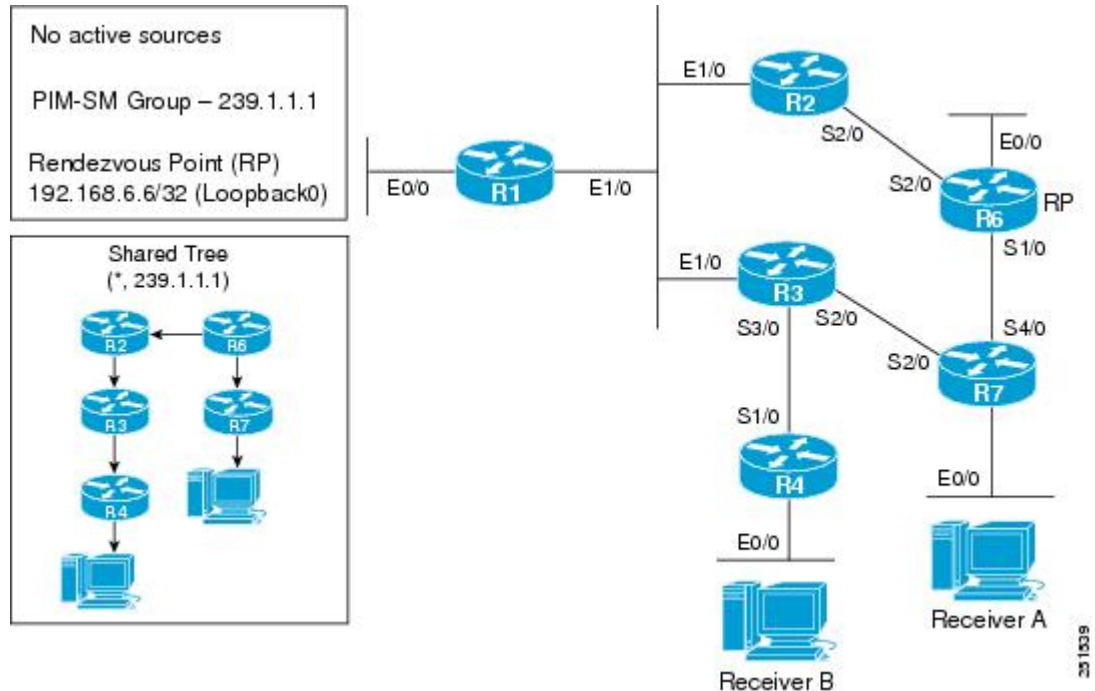 No active sources
PIM-SM Group – 239.1.1.1
Rendezvous Point (RP)
192.168.6.6/32 (Loopback0)
Shared Tree
(*, 239.1.1.1)
R2
R6
R3
R7
R4
E0/0
R1
E1/0
E1/0
R2
S2/0
E0/0
S2/0
R6
RP
S1/0
E1/0
R3
S3/0
S2/0
S4/0
S2/0
R7
S1/0
R4
E0/0
E0/0
Receiver A
Receiver B
251539